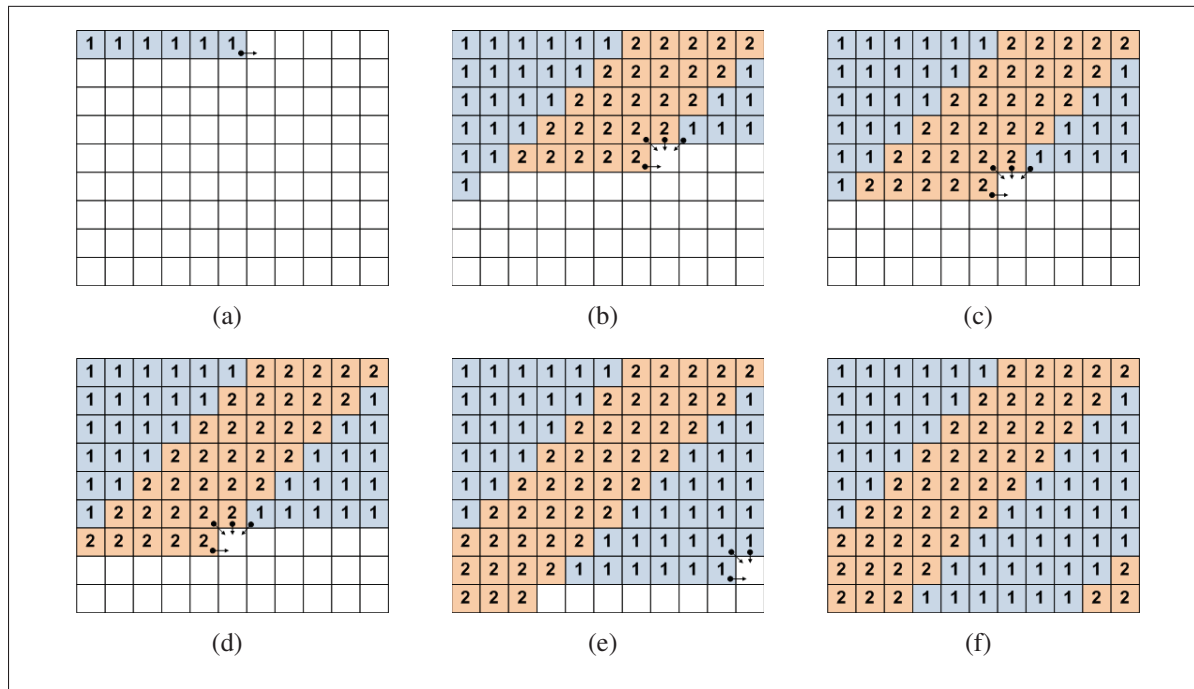 1 1 1 1 1 1
(a)
1 1 1 1 1 1 2 2 2 2 2
1 1 1 1 1 2 2 2 2 2 1
1 1 1 1 2 2 2 2 2 1 1
1 1 1 2 2 2 2 2 1 1 1
1 1 2 2 2 2 2
1
(b)
1 1 1 1 1 1 2 2 2 2 2
1 1 1 1 1 2 2 2 2 2 1
1 1 1 1 2 2 2 2 2 1 1
1 1 1 2 2 2 2 2 1 1 1
1 1 2 2 2 2 2 1 1 1 1
1 2 2 2 2 2
(c)
1 1 1 1 1 1 2 2 2 2 2
1 1 1 1 1 2 2 2 2 2 1
1 1 1 1 2 2 2 2 2 1 1
1 1 1 2 2 2 2 2 1 1 1
1 1 2 2 2 2 2 1 1 1 1
1 2 2 2 2 2 1 1 1 1 1
2 2 2 2 2
(d)
1 1 1 1 1 1 2 2 2 2 2
1 1 1 1 1 2 2 2 2 2 1
1 1 1 1 2 2 2 2 2 1 1
1 1 1 2 2 2 2 2 1 1 1
1 1 2 2 2 2 2 1 1 1 1
1 2 2 2 2 2 1 1 1 1 1
2 2 2 2 2 1 1 1 1 1 1
2 2 2 2 1 1 1 1 1 1
2 2 2
(e)
1 1 1 1 1 1 2 2 2 2 2
1 1 1 1 1 2 2 2 2 2 1
1 1 1 1 2 2 2 2 2 1 1
1 1 1 2 2 2 2 2 1 1 1
1 1 2 2 2 2 2 1 1 1 1
1 2 2 2 2 2 1 1 1 1 1
2 2 2 2 2 1 1 1 1 1 1
2 2 2 2 1 1 1 1 1 1 2
2 2 2 1 1 1 1 1 1 2 2
(f)